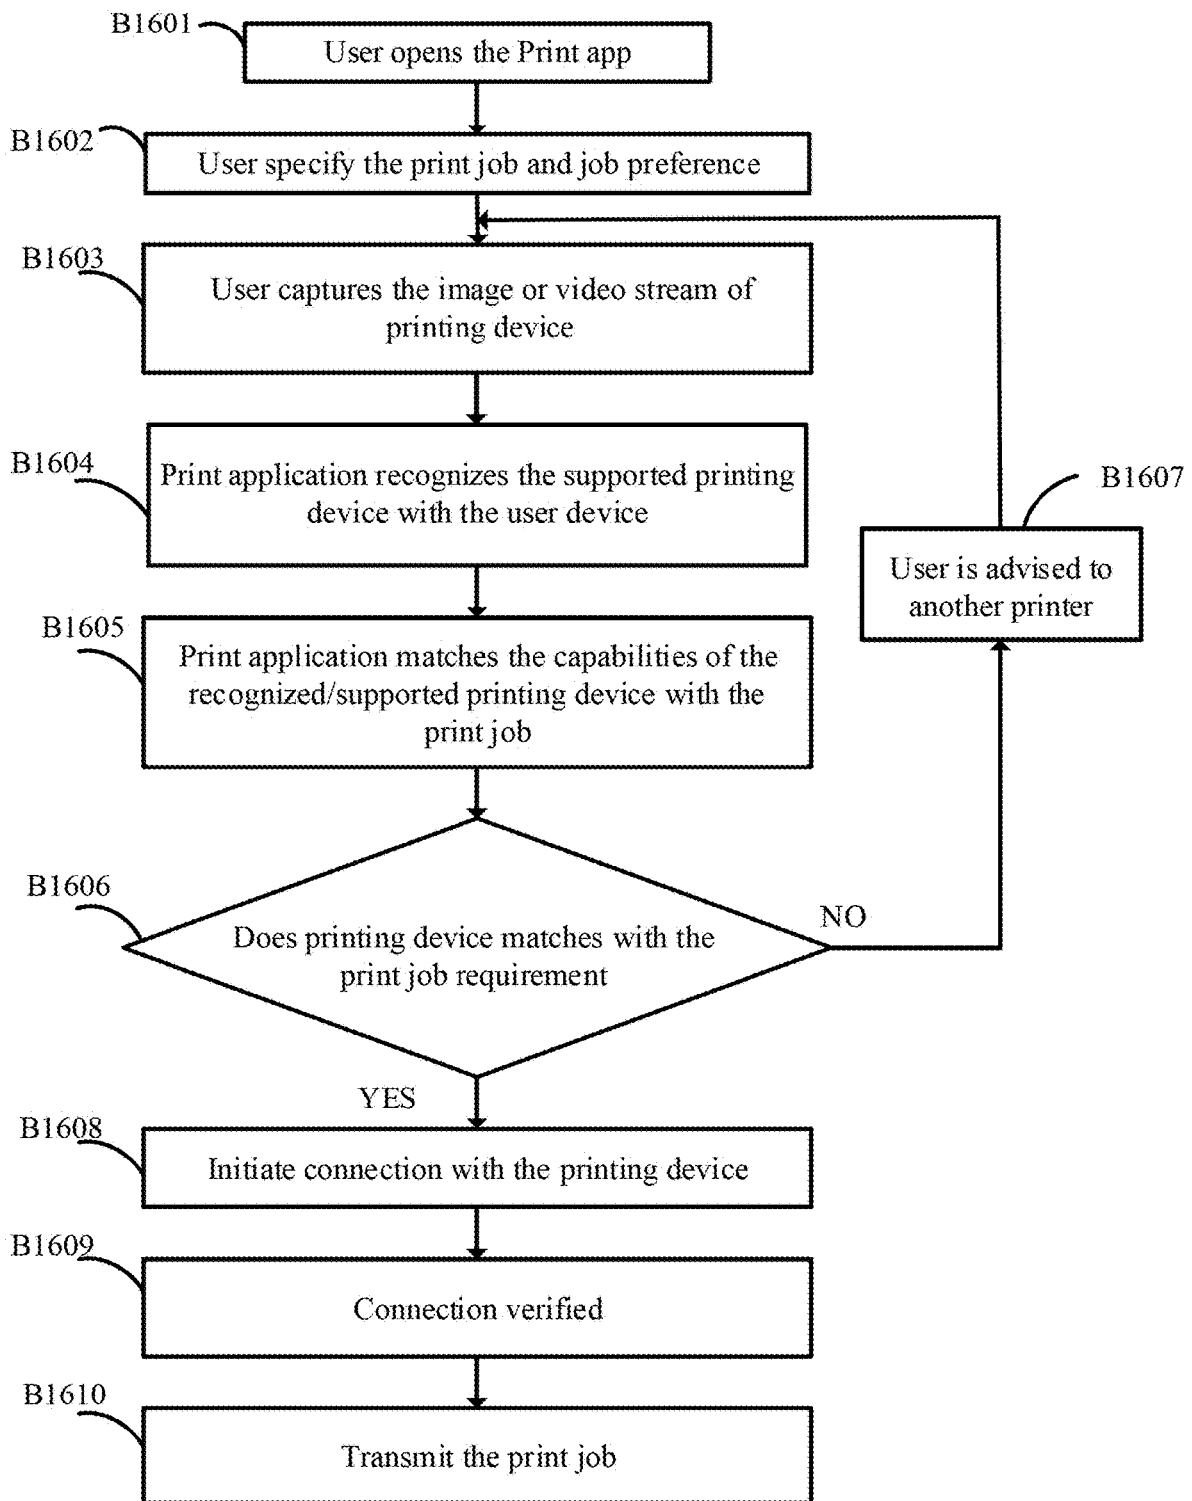 B1601
User opens the Print app
B1602
User specify the print job and job preference
B1603
User captures the image or video stream of
printing device
B1604
Print application recognizes the supported printing
device with the user device
B1607
User is advised to
another printer
B1605
Print application matches the capabilities of the
recognized/supported printing device with the
print job
B1606
Does printing device matches with the
print job requirement
NO
YES
B1608
Initiate connection with the printing device
B1609
Connection verified
B1610
Transmit the print job